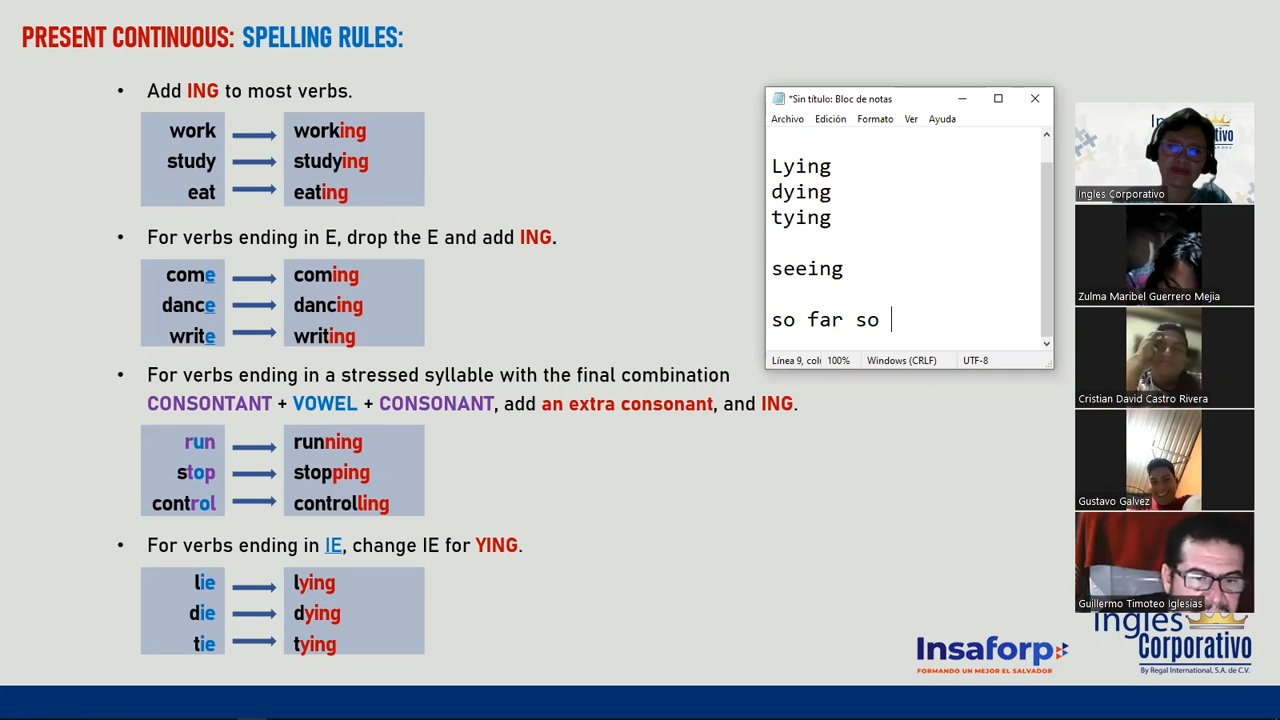 PRESENT CONTINUOUS: SPELLING RULES:
• Add ING to most verbs.
work working
study studying
eat eating
• For verbs ending in E, drop the E and add ING.
come coming
dance dancing
write writing
• For verbs ending in a stressed syllable with the final combination
CONSONTANT + VOWEL + CONSONANT, add an extra consonant, and ING.
run running
stop stopping
control controlling
• For verbs ending in IE, change IE for YING.
lie lying
die dying
tie tying
*Sin título: Bloc de notas
Archivo Edición Formato Ver Ayuda
Lying
dying
tying
seeing
so far so
Línea 9, colu 100% Windows (CRLF) UTF-8
Ingles Corporativo
Zulma Maribel Guerrero Mejia
Cristian David Castro Rivera
Gustavo Galvez
Guillermo Timoteo Iglesias
Insaforp
FORMANDO UN MEJOR EL SALVADOR
Ingles
Corporativo
By Regal International, S.A. de C.V.